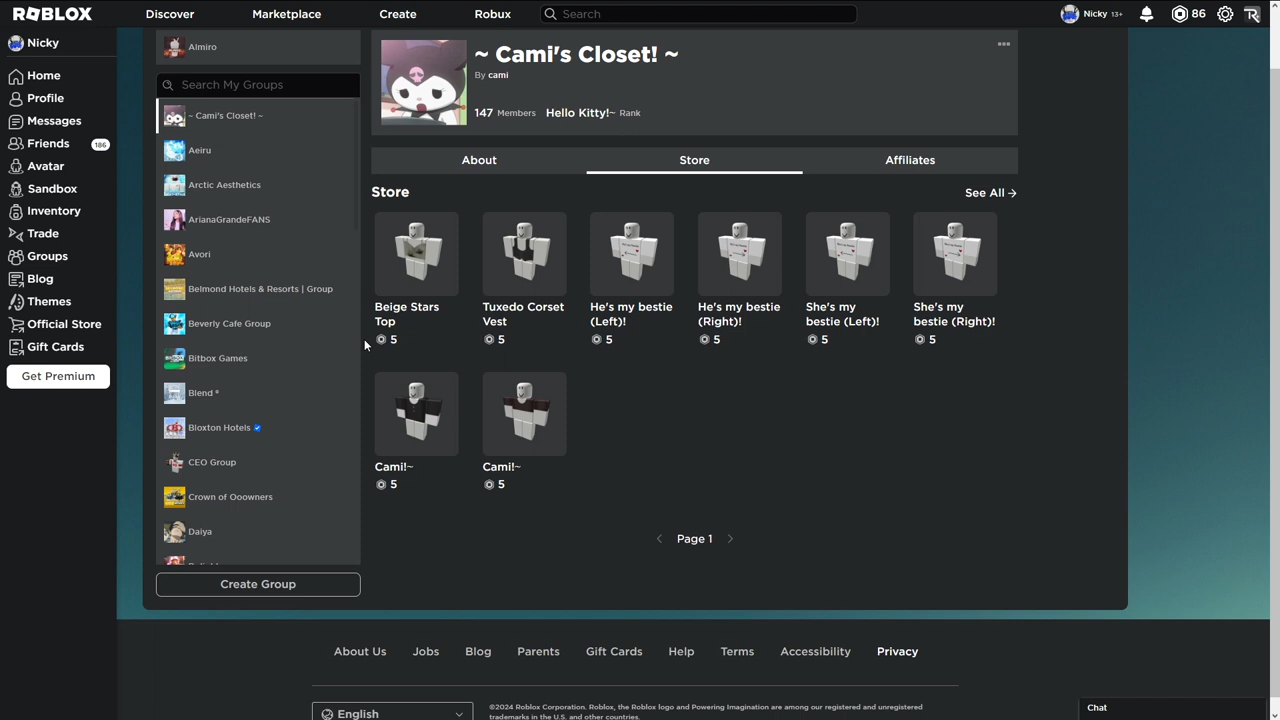 ROBLOX
Discover
Marketplace
Create
Robux
Search
Nicky 13+
86
Nicky
Home
Profile
Messages
Friends
186
Avatar
Sandbox
Inventory
Trade
Groups
Blog
Themes
Official Store
Gift Cards
Get Premium
Almiro
Search My Groups
~ Cami's Closet! ~
Aeiru
Arctic Aesthetics
ArianaGrandeFANS
Avori
Belmond Hotels & Resorts | Group
Beverly Cafe Group
Bitbox Games
Blend ®
Bloxton Hotels
CEO Group
Crown of Ooowners
Daiya
Create Group
~ Cami's Closet! ~
By cami
147 Members
Hello Kitty!~ Rank
About
Store
Affiliates
Store
See All
Beige Stars
Top
5
Tuxedo Corset
Vest
5
He's my bestie
(Left)!
5
He's my bestie
(Right)!
5
She's my
bestie (Left)!
5
She's my
bestie (Right)!
5
Cami!~
5
Cami!~
5
Page 1
About Us
Jobs
Blog
Parents
Gift Cards
Help
Terms
Accessibility
Privacy
English
©2024 Roblox Corporation. Roblox, the Roblox logo and Powering Imagination are among our registered and unregistered
trademarks in the U.S. and other countries.
Chat